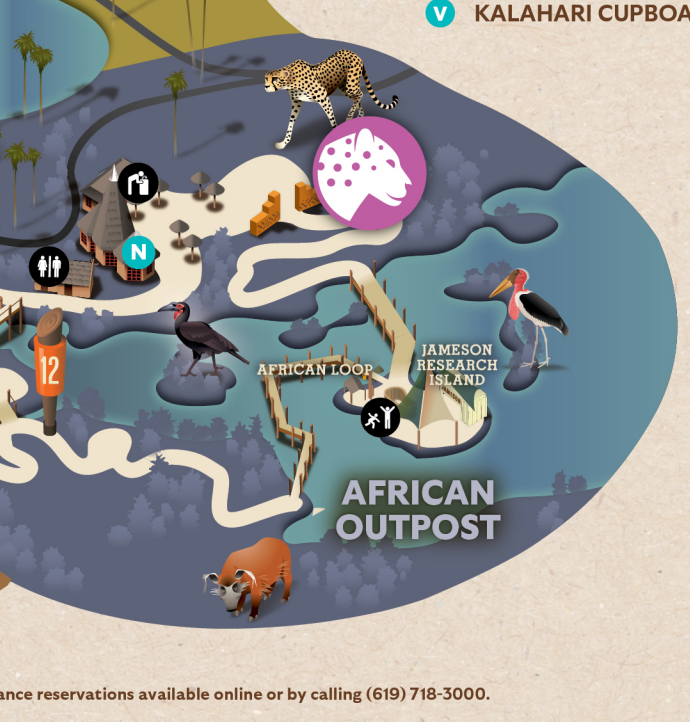 V KALAHARI CUPBOA
N
12
AFRICAN LOOP
JAMESON
RESEARCH
ISLAND
AFRICAN
OUTPOST
ance reservations available online or by calling (619) 718-3000.